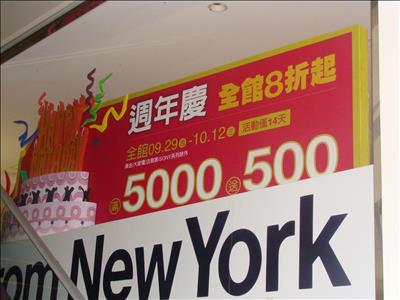 週年慶 全館8折起
全館09.29 - 10.12 活動僅14天
滿5000送500
from New York